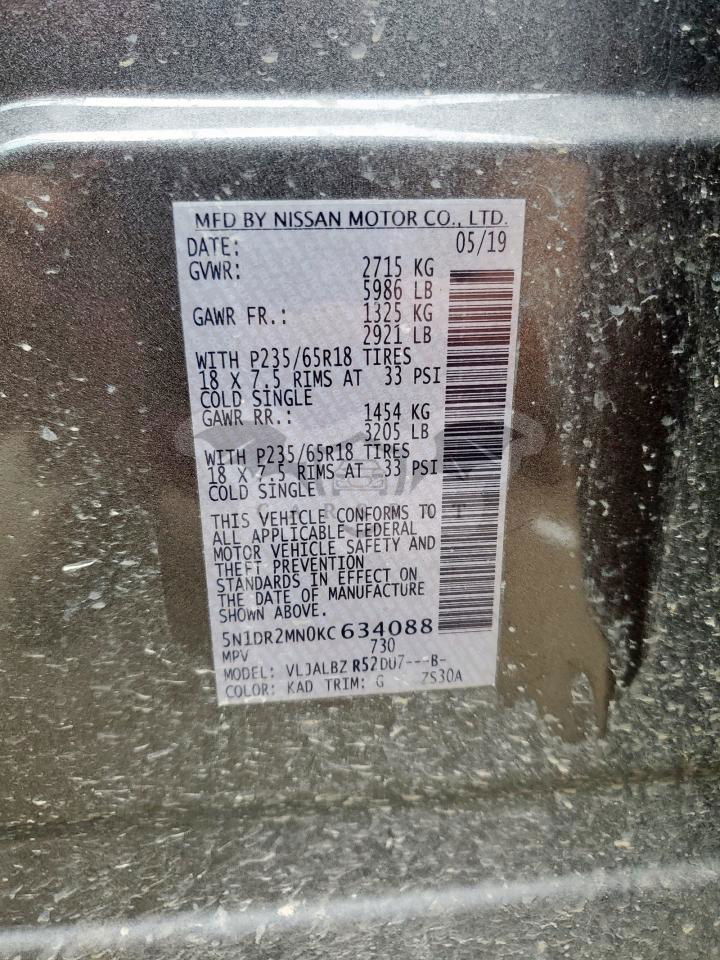 MFD BY NISSAN MOTOR CO., LTD.
DATE: 05/19
GVWR: 2715 KG
5986 LB
GAWR FR.: 1325 KG
2921 LB
WITH P235/65R18 TIRES
18 X 7.5 RIMS AT 33 PSI
COLD SINGLE
GAWR RR.: 1454 KG
3205 LB
WITH P235/65R18 TIRES
18 X 7.5 RIMS AT 33 PSI
COLD SINGLE
THIS VEHICLE CONFORMS TO
ALL APPLICABLE FEDERAL
MOTOR VEHICLE SAFETY AND
THEFT PREVENTION
STANDARDS IN EFFECT ON
THE DATE OF MANUFACTURE
SHOWN ABOVE.
5N1DR2MN0KC634088
MPV 730
MODEL: VLJALBZ R52DU7---B-
COLOR: KAD TRIM: G ZS30A